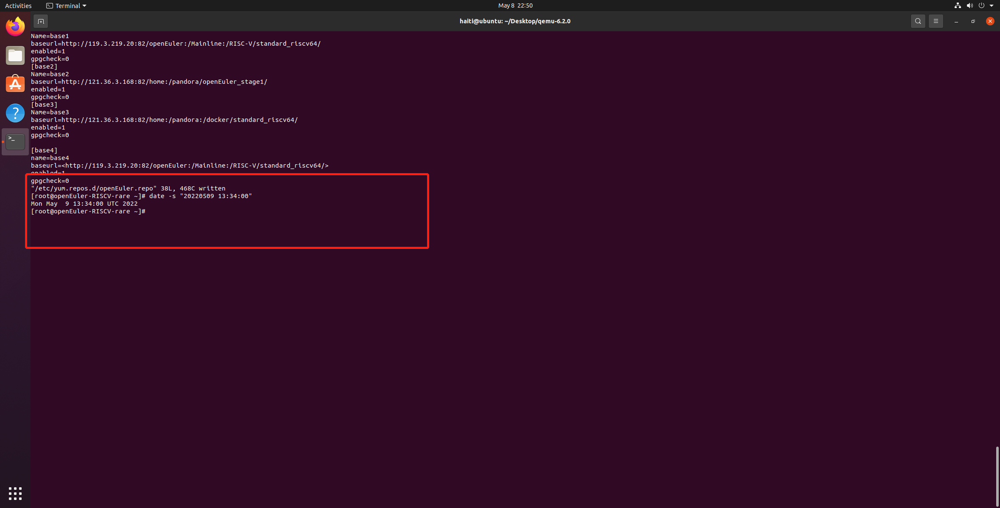 Activities
Terminal
May 8 22:50
haiti@ubuntu: ~/Desktop/qemu-6.2.0
Name=base1
baseurl=http://119.3.219.20:82/openEuler:/Mainline:/RISC-V/standard_riscv64/
enabled=1
gpgcheck=0
[base2]
Name=base2
baseurl=http://121.36.3.168:82/home:/pandora/openEuler_stage1/
enabled=1
gpgcheck=0
[base3]
Name=base3
baseurl=http://121.36.3.168:82/home:/pandora:/docker/standard_riscv64/
enabled=1
gpgcheck=0
[base4]
name=base4
baseurl=<http://119.3.219.20:82/openEuler:/Mainline:/RISC-V/standard_riscv64/>
enabled=1
gpgcheck=0
"/etc/yum.repos.d/openEuler.repo" 38L, 468C written
[root@openEuler-RISCV-rare ~]# date -s "20220509 13:34:00"
Mon May  9 13:34:00 UTC 2022
[root@openEuler-RISCV-rare ~]#